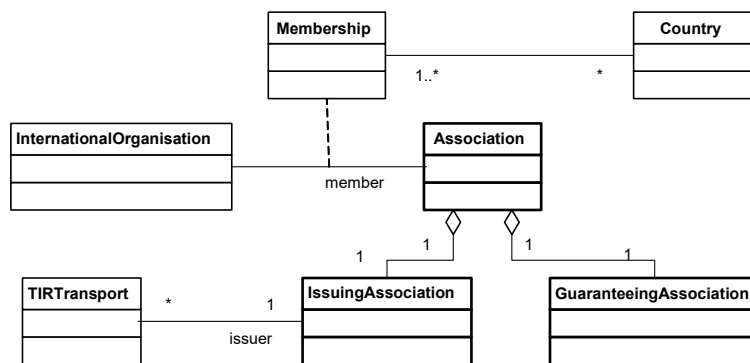 Membership
Country
1..*
*
InternationalOrganisation
Association
member
1
1
1
1
TIRTransport
*
1
IssuingAssociation
GuaranteeingAssociation
issuer